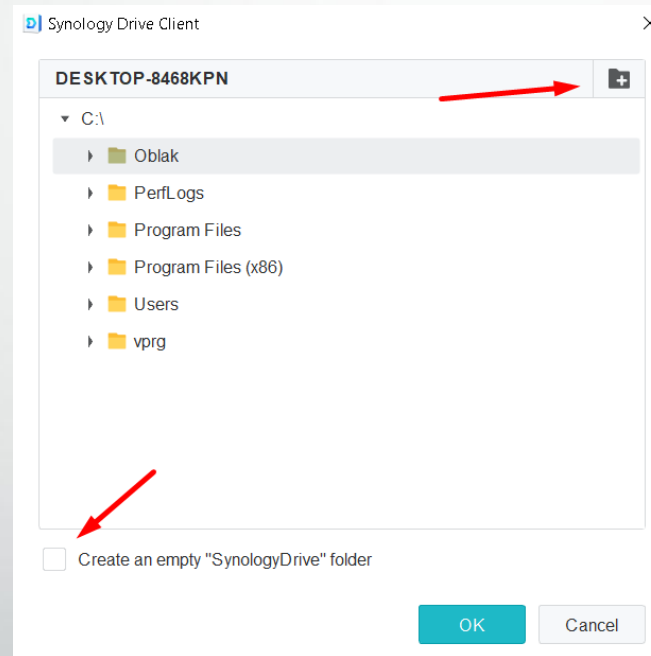 Synology Drive Client
DESKTOP-8468KPN
C:\
Oblak
PerfLogs
Program Files
Program Files (x86)
Users
vprg
Create an empty "SynologyDrive" folder
OK Cancel